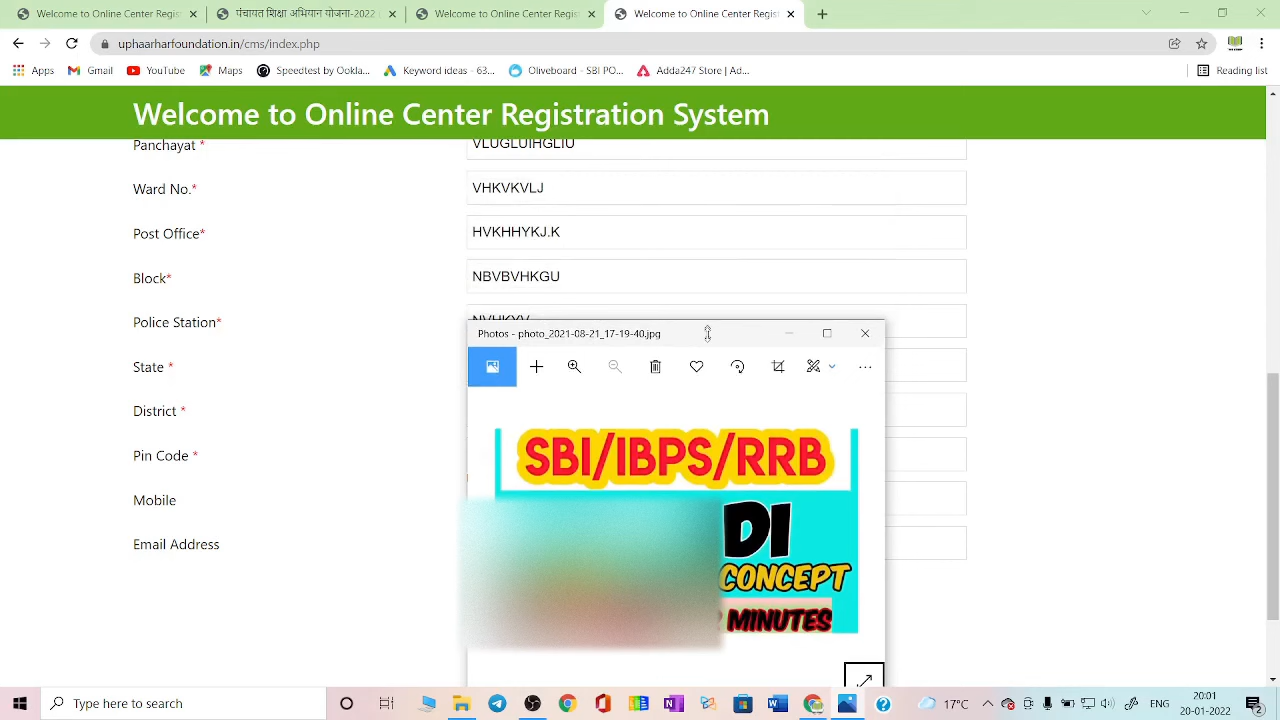 Welcome to Online Center Regist
पंचायत शिक्षा अभियान योजना-2022 |
Welcome to Online Center Regist
Welcome to Online Center Regist
uphaarharfoundation.in/cms/index.php
Apps
Gmail
YouTube
Maps
Speedtest by Ookla...
Keyword ideas - 63...
Oliveboard - SBI PO...
Adda247 Store | Ad...
Reading list
Welcome to Online Center Registration System
Panchayat *
VLUGLUIHGLIU
Ward No.*
VHKVKVLJ
Post Office*
HVKHHYKJ.K
Block*
NBVBVHKGU
Police Station*
NVHKYV
Photos - photo_2021-08-21_17-19-40.jpg
State *
District *
SBI/IBPS/RRB
Pin Code *
Mobile
DI
Email Address
CONCEPT
MINUTES
Type here to search
17°C
ENG
20:01
20-01-2022
2